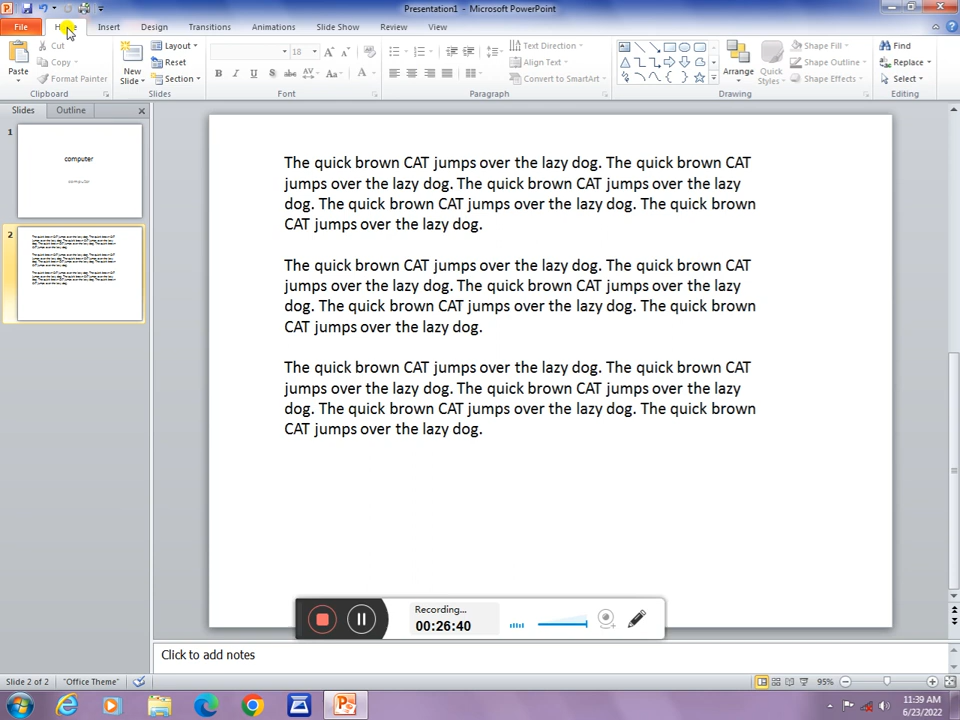 Presentation1 - Microsoft PowerPoint
File Home Insert Design Transitions Animations Slide Show Review View
Paste
Cut
Copy
Format Painter
Clipboard
New
Slide
Layout
Reset
Section
Slides
18
B I U S abc AV Aa A
Font
Text Direction
Align Text
Convert to SmartArt
Paragraph
Arrange
Quick
Styles
Shape Fill
Shape Outline
Shape Effects
Drawing
Find
Replace
Select
Editing
Slides Outline
1
computer
computer
2
The quick brown CAT jumps over the lazy dog. The quick brown CAT
jumps over the lazy dog. The quick brown CAT jumps over the lazy
dog. The quick brown CAT jumps over the lazy dog. The quick brown
CAT jumps over the lazy dog.
The quick brown CAT jumps over the lazy dog. The quick brown CAT
jumps over the lazy dog. The quick brown CAT jumps over the lazy
dog. The quick brown CAT jumps over the lazy dog. The quick brown
CAT jumps over the lazy dog.
The quick brown CAT jumps over the lazy dog. The quick brown CAT
jumps over the lazy dog. The quick brown CAT jumps over the lazy
dog. The quick brown CAT jumps over the lazy dog. The quick brown
CAT jumps over the lazy dog.
Recording...
00:26:40
Click to add notes
Slide 2 of 2 "Office Theme" 95%
11:39 AM
6/23/2022